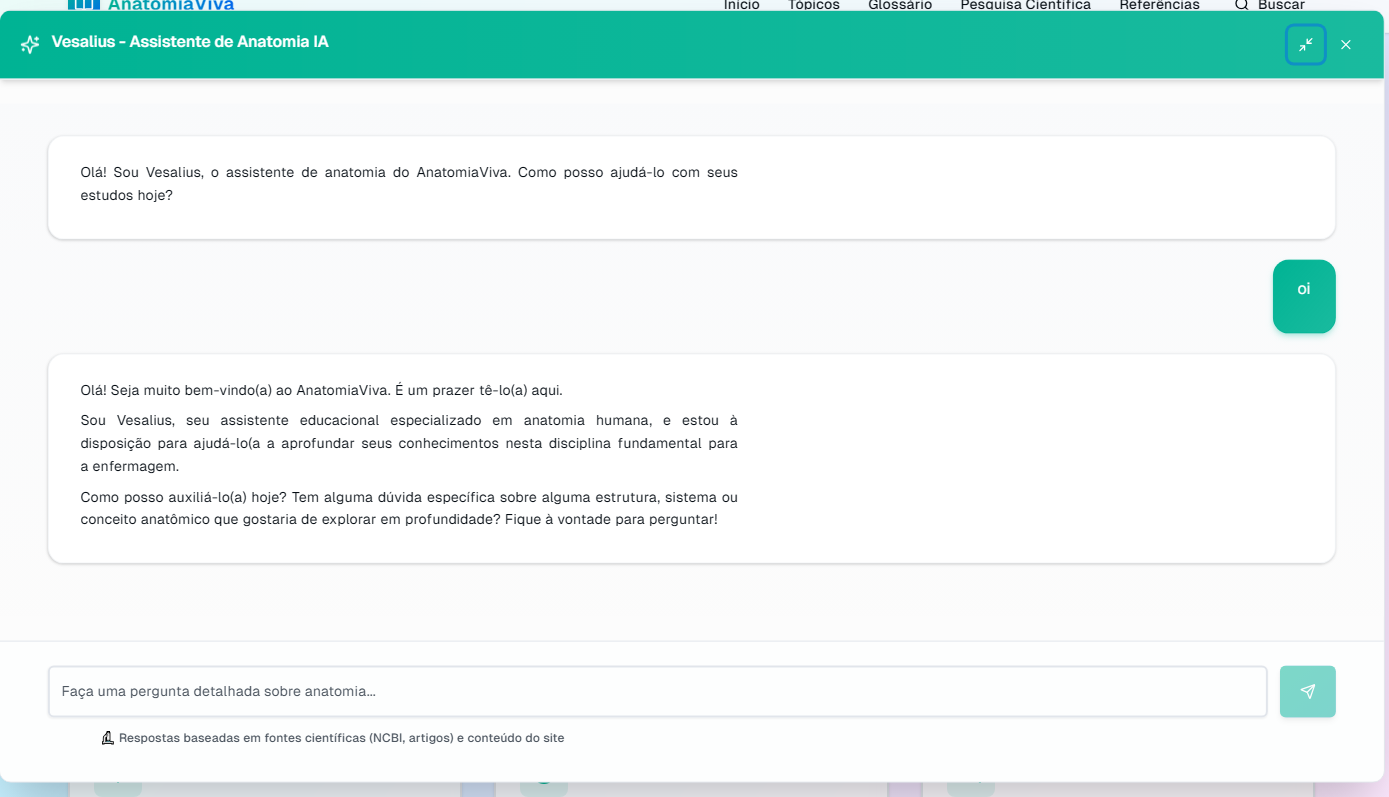 AnatomiaViva
Início Tópicos Glossário Pesquisa Científica Referências Buscar
Vesalius - Assistente de Anatomia IA
Olá! Sou Vesalius, o assistente de anatomia do AnatomiaViva. Como posso ajudá-lo com seus
estudos hoje?
oi
Olá! Seja muito bem-vindo(a) ao AnatomiaViva. É um prazer tê-lo(a) aqui.
Sou Vesalius, seu assistente educacional especializado em anatomia humana, e estou à
disposição para ajudá-lo(a a aprofundar seus conhecimentos nesta disciplina fundamental para
a enfermagem.
Como posso auxiliá-lo(a) hoje? Tem alguma dúvida específica sobre alguma estrutura, sistema ou
conceito anatômico que gostaria de explorar em profundidade? Fique à vontade para perguntar!
Faça uma pergunta detalhada sobre anatomia...
Respostas baseadas em fontes científicas (NCBI, artigos) e conteúdo do site